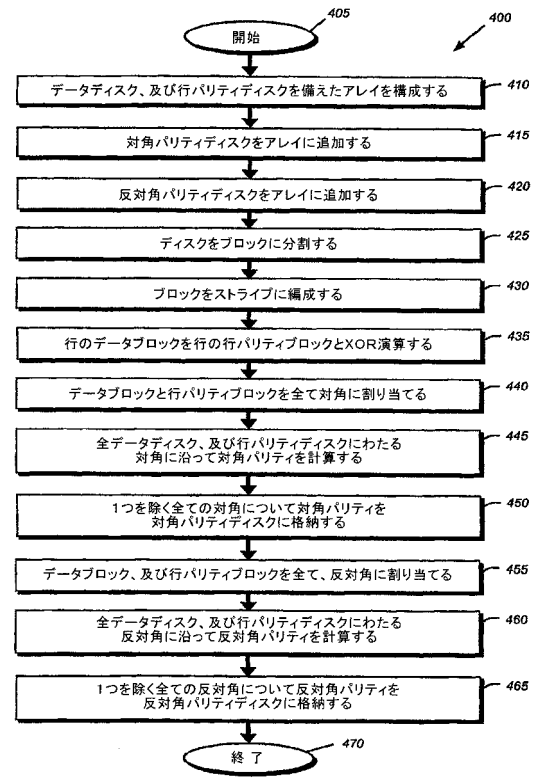 405
開始
400
データディスク、及び行パリティディスクを備えたアレイを構成する
410
対角パリティディスクをアレイに追加する
415
反対角パリティディスクをアレイに追加する
420
ディスクをブロックに分割する
425
ブロックをストライプに編成する
430
行のデータブロックを行の行パリティブロックとXOR演算する
435
データブロックと行パリティブロックを全て対角に割り当てる
440
全データディスク、及び行パリティディスクにわたる
対角に沿って対角パリティを計算する
445
1つを除く全ての対角について対角パリティを
対角パリティディスクに格納する
450
データブロック、及び行パリティブロックを全て、反対角に割り当てる
455
全データディスク、及び行パリティディスクにわたる
反対角に沿って反対角パリティを計算する
460
1つを除く全ての反対角について反対角パリティを
反対角パリティディスクに格納する
465
終了
470